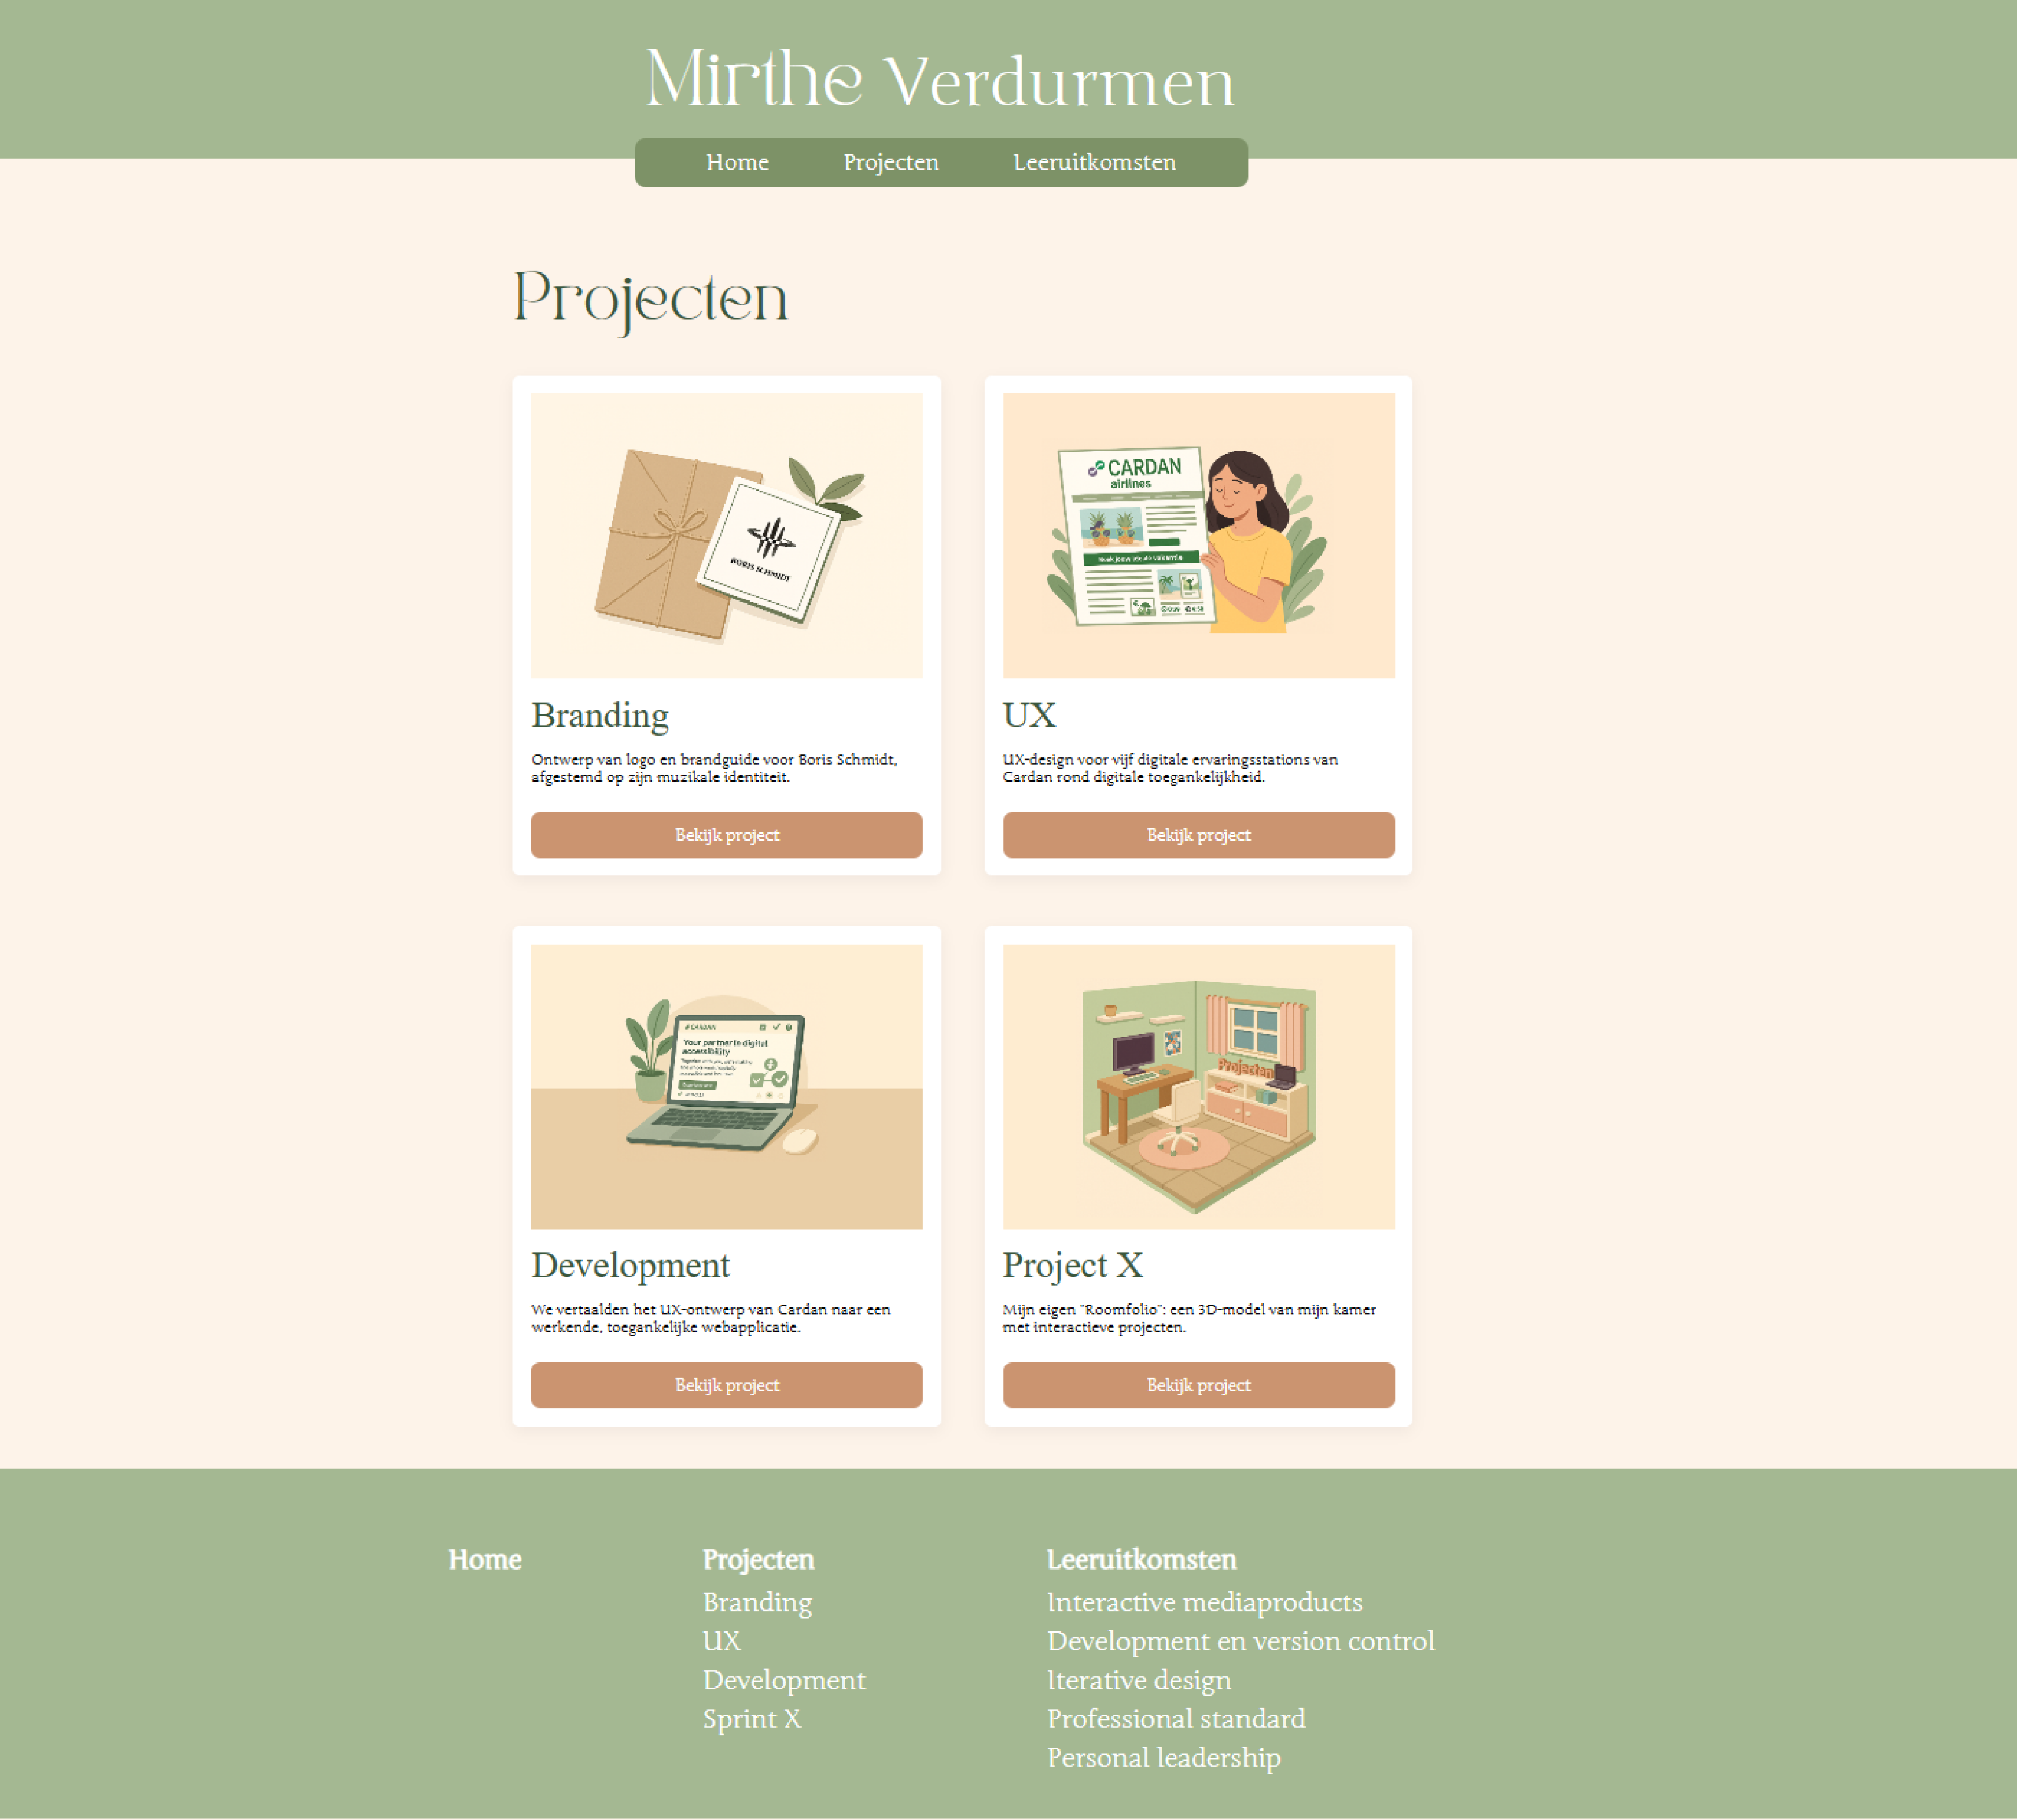 Mirthe Verdurmen
Home Projecten Leeruitkomsten
Projecten
BORIS SCHMIDT
CARDAN
airlines
Branding
Ontwerp van logo en brandguide voor Boris Schmidt,
afgestemd op zijn muzikale identiteit.
Bekijk project
UX
UX-design voor vijf digitale ervaringsstations van
Cardan rond digitale toegankelijkheid.
Bekijk project
CARDAN
Your partner in digital
accessibility
Projecten
Development
We vertaalden het UX-ontwerp van Cardan naar een
werkende, toegankelijke webapplicatie.
Bekijk project
Project X
Mijn eigen "Roomfolio": een 3D-model van mijn kamer
met interactieve projecten.
Bekijk project
Home
Projecten
Branding
UX
Development
Sprint X
Leeruitkomsten
Interactive mediaproducts
Development en version control
Iterative design
Professional standard
Personal leadership